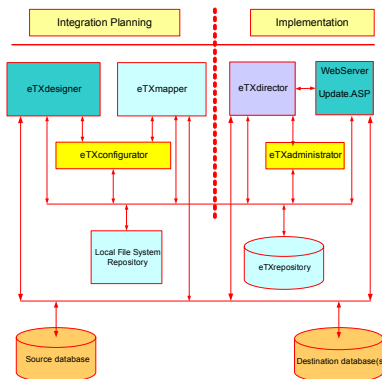 Integration Planning
Implementation
eTXdesigner
eTXmapper
eTXdirector
WebServer
Update.ASP
eTXconfigurator
eTXadministrator
Local File System
Repository
eTXrepository
Source database
Destination database(s